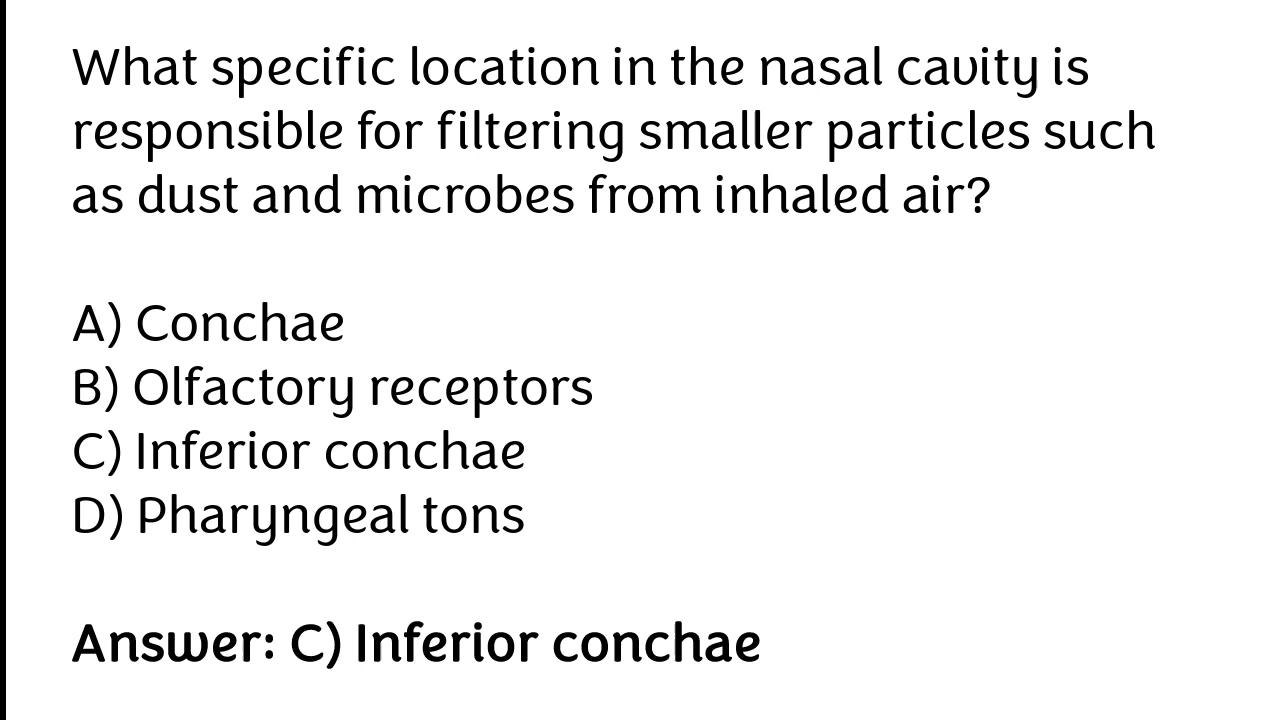 What specific location in the nasal cavity is
responsible for filtering smaller particles such
as dust and microbes from inhaled air?
A) Conchae
B) Olfactory receptors
C) Inferior conchae
D) Pharyngeal tons
Answer: C) Inferior conchae